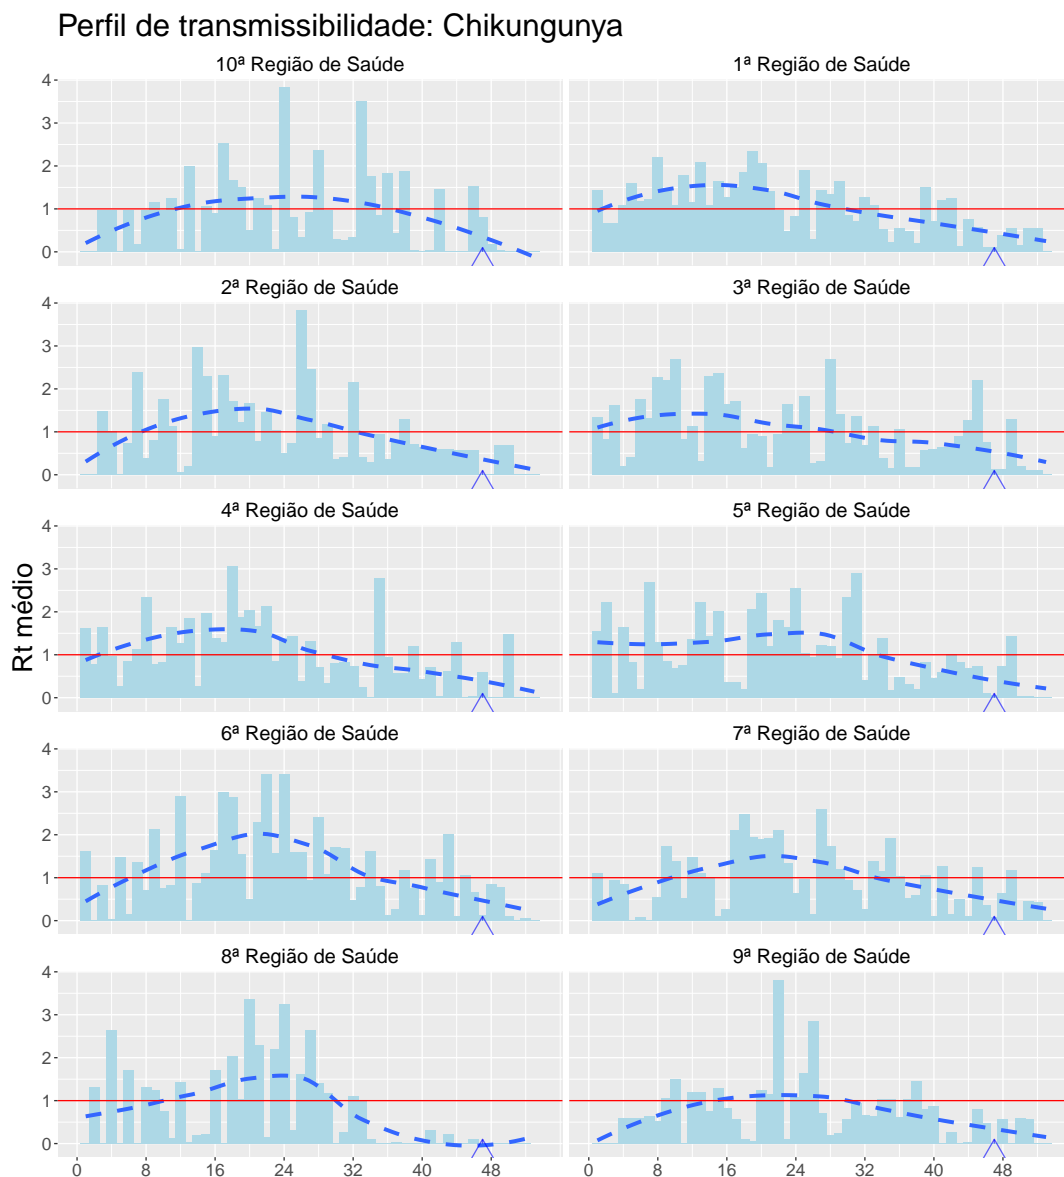 Perfil de transmissibilidade: Chikungunya
10ª Região de Saúde
1ª Região de Saúde
4
3
2
1
0
2ª Região de Saúde
3ª Região de Saúde
4
3
2
1
0
4ª Região de Saúde
5ª Região de Saúde
4
3
2
1
0
Rt médio
6ª Região de Saúde
7ª Região de Saúde
4
3
2
1
0
8ª Região de Saúde
9ª Região de Saúde
4
3
2
1
0
0 8 16 24 32 40 48 0 8 16 24 32 40 48